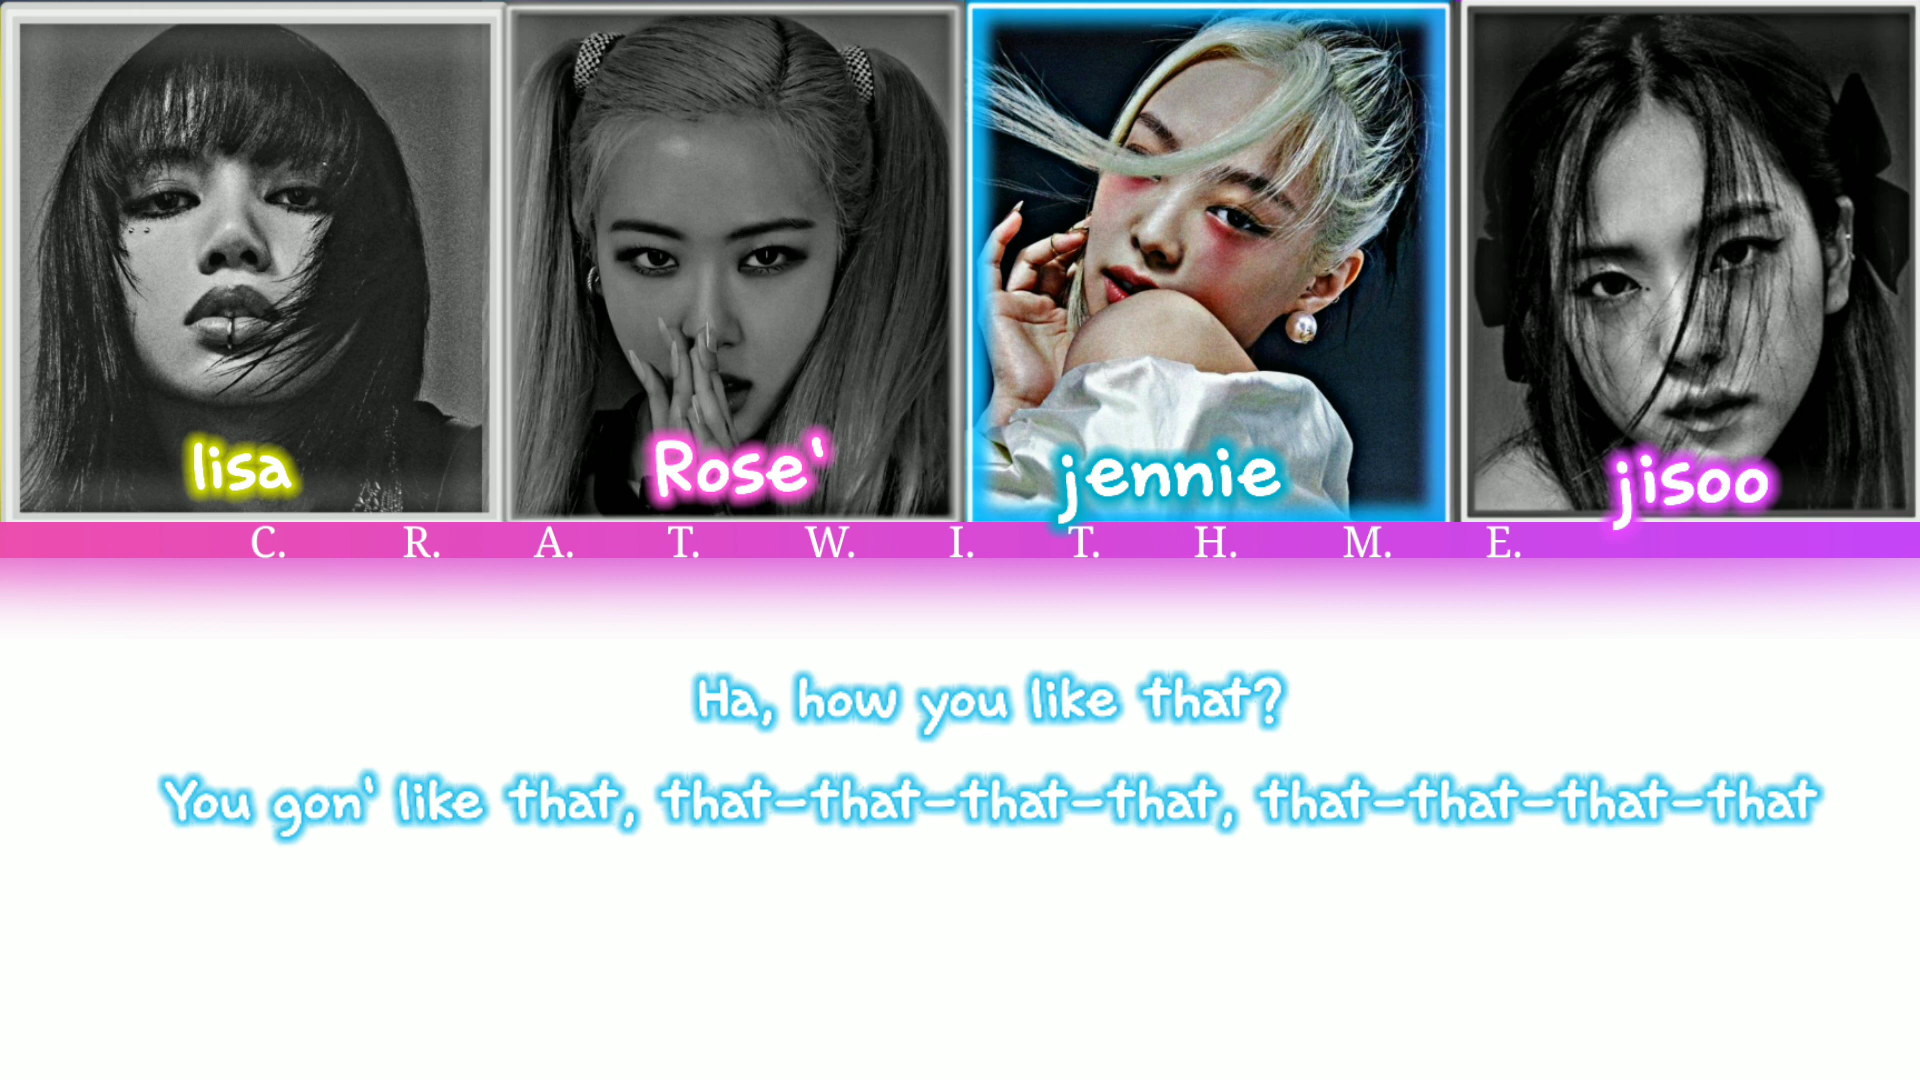 lisa
Rose'
jennie
jisoo
C. R. A. T. W. I. T. H. M. E.
Ha, how you like that?
You gon' like that, that-that-that-that, that-that-that-that